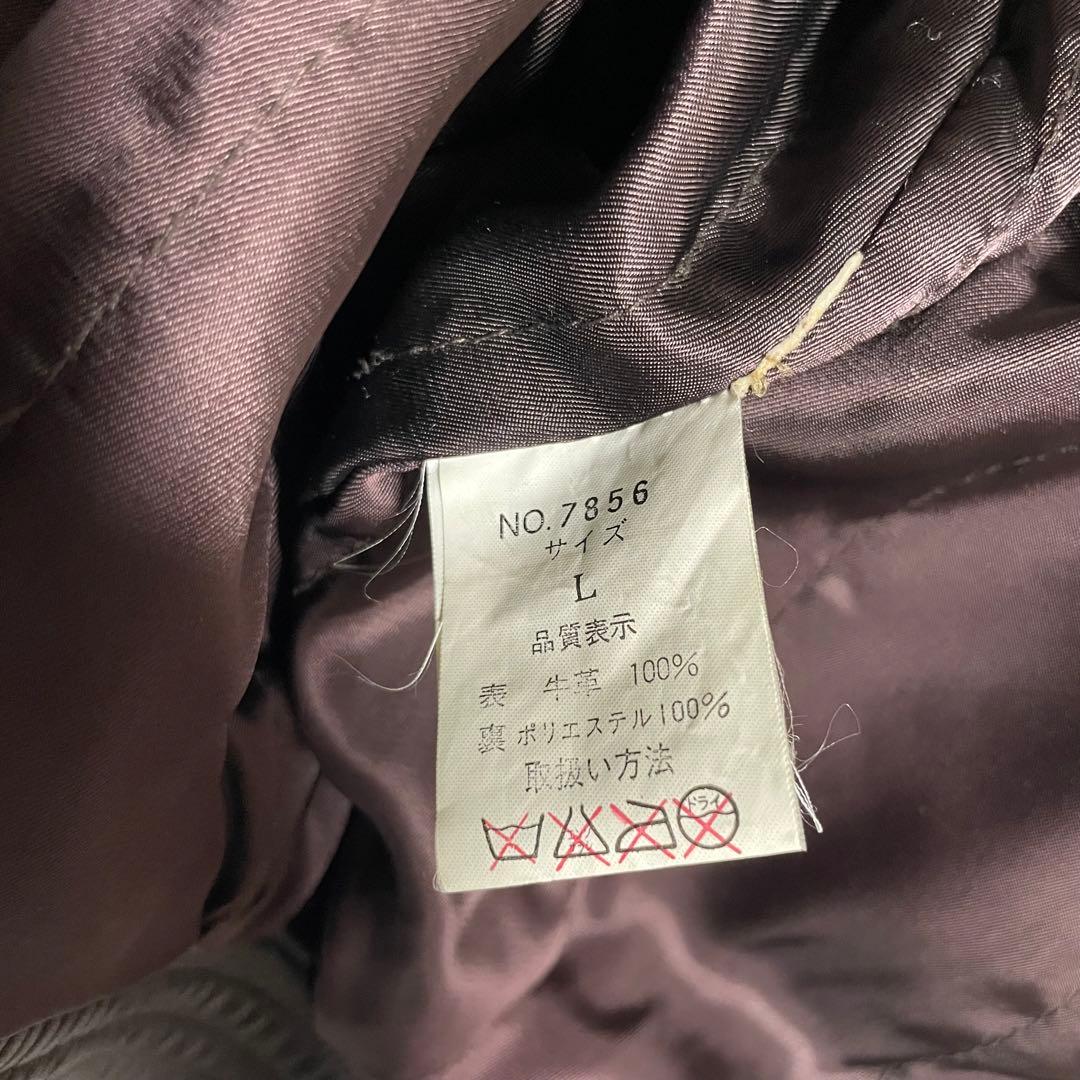 NO.7856
サイズ
L
品質表示
表 牛革 100%
裏 ポリエステル100%
取扱い方法
ドライ